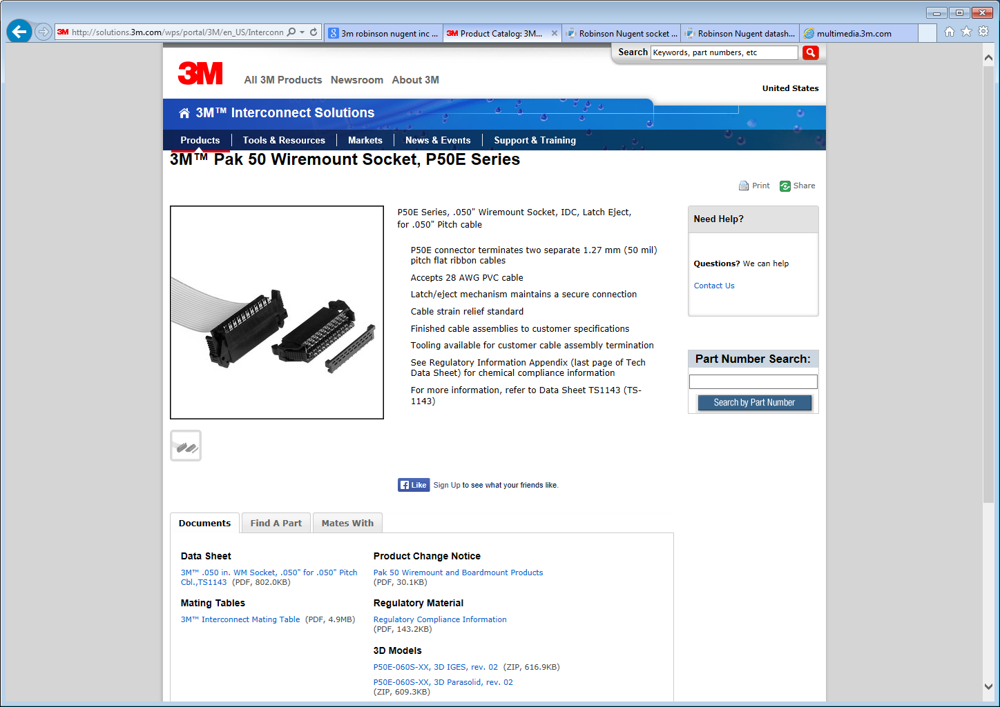 3M http://solutions.3m.com/wps/portal/3M/en_US/Interconn
3m robinson nugent inc ...
3M Product Catalog: 3M...
Robinson Nugent socket ...
Robinson Nugent datash...
multimedia.3m.com
Search Keywords, part numbers, etc
3M
All 3M Products Newsroom About 3M
United States
3M™ Interconnect Solutions
Products Tools & Resources Markets News & Events Support & Training
3M™ Pak 50 Wiremount Socket, P50E Series
Print Share
P50E Series, .050" Wiremount Socket, IDC, Latch Eject,
for .050" Pitch cable
P50E connector terminates two separate 1.27 mm (50 mil)
pitch flat ribbon cables
Accepts 28 AWG PVC cable
Latch/eject mechanism maintains a secure connection
Cable strain relief standard
Finished cable assemblies to customer specifications
Tooling available for customer cable assembly termination
See Regulatory Information Appendix (last page of Tech
Data Sheet) for chemical compliance information
For more information, refer to Data Sheet TS1143 (TS-
1143)
Need Help?
Questions? We can help
Contact Us
Part Number Search:
Search by Part Number
Like Sign Up to see what your friends like.
Documents Find A Part Mates With
Data Sheet
3M™ .050 in. WM Socket, .050" for .050" Pitch
Cbl.,TS1143 (PDF, 802.0KB)
Mating Tables
3M™ Interconnect Mating Table (PDF, 4.9MB)
Product Change Notice
Pak 50 Wiremount and Boardmount Products
(PDF, 30.1KB)
Regulatory Material
Regulatory Compliance Information
(PDF, 143.2KB)
3D Models
P50E-060S-XX, 3D IGES, rev. 02 (ZIP, 616.9KB)
P50E-060S-XX, 3D Parasolid, rev. 02
(ZIP, 609.3KB)